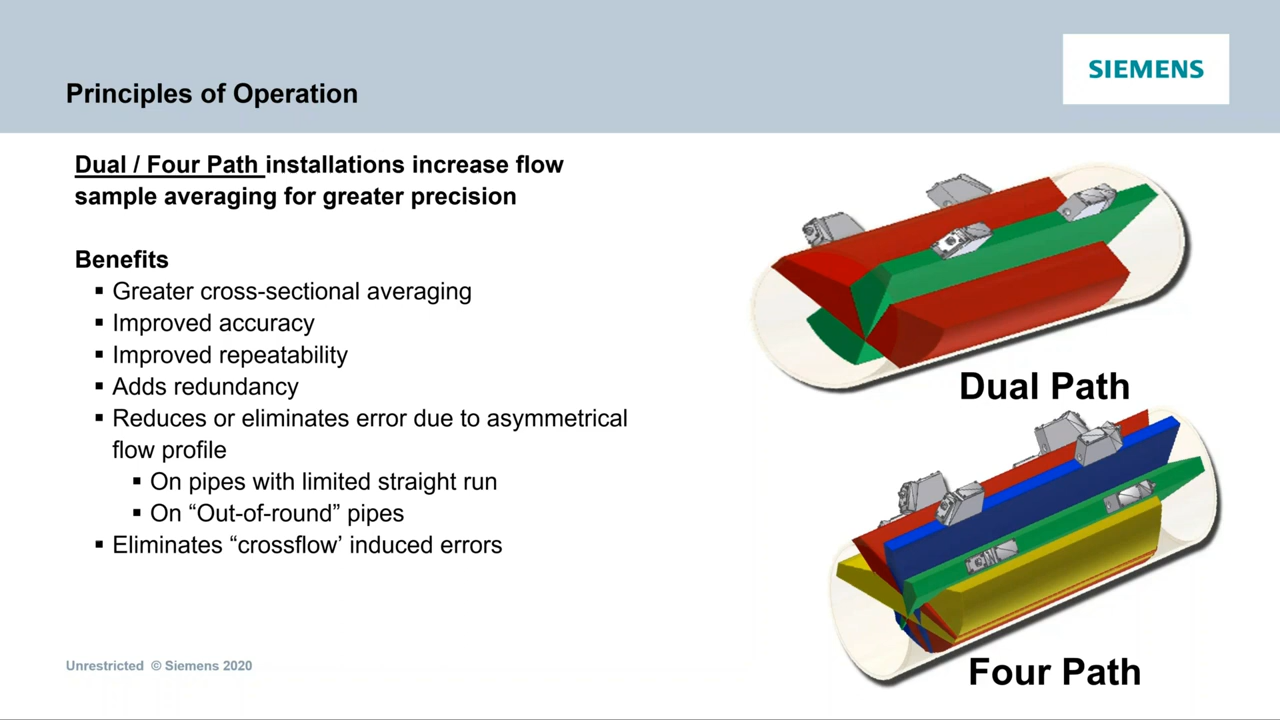 SIEMENS
Principles of Operation
Dual / Four Path installations increase flow
sample averaging for greater precision
Benefits
▪ Greater cross-sectional averaging
▪ Improved accuracy
▪ Improved repeatability
▪ Adds redundancy
▪ Reduces or eliminates error due to asymmetrical
flow profile
▪ On pipes with limited straight run
▪ On “Out-of-round” pipes
▪ Eliminates “crossflow’ induced errors
Dual Path
Four Path
Unrestricted © Siemens 2020